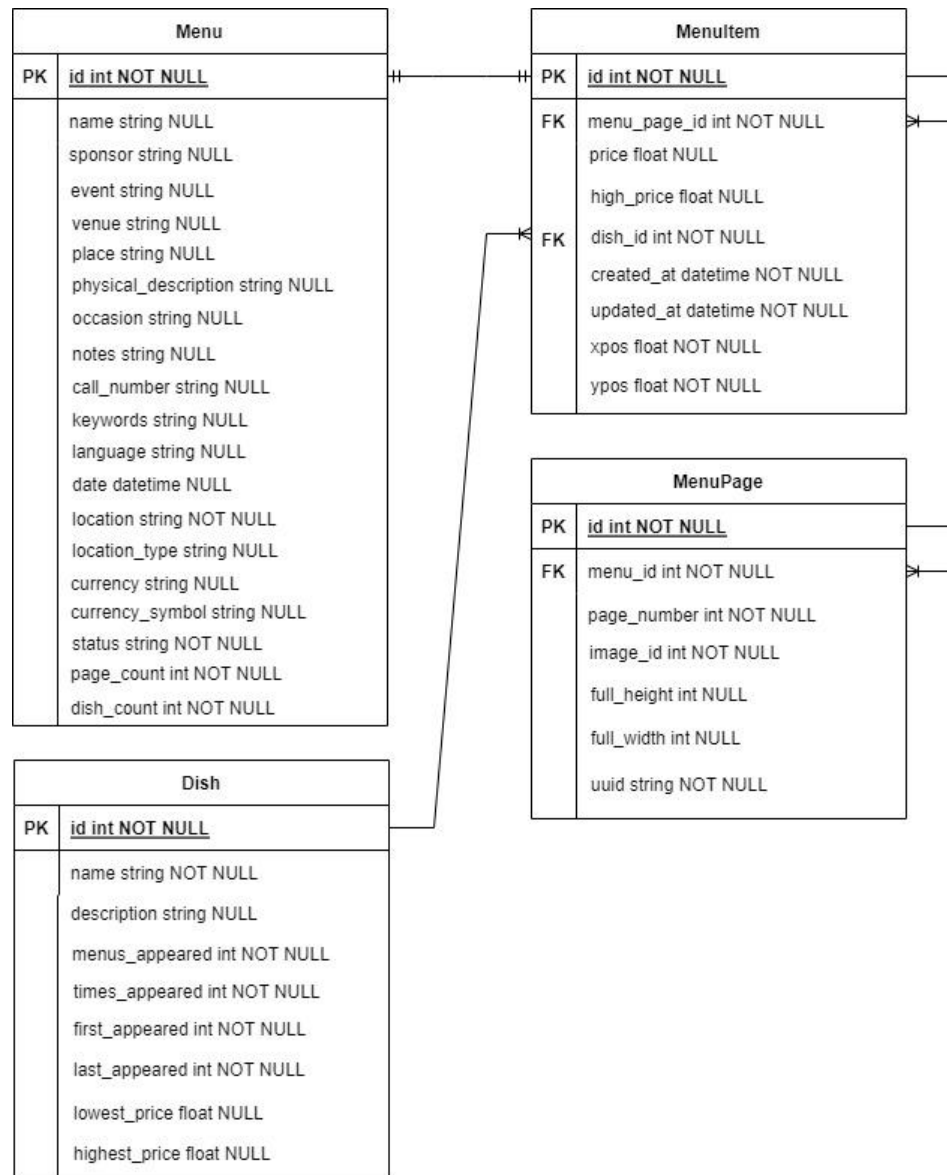 Menu
PK id int NOT NULL
name string NULL
sponsor string NULL
event string NULL
venue string NULL
place string NULL
physical_description string NULL
occasion string NULL
notes string NULL
call_number string NULL
keywords string NULL
language string NULL
date datetime NULL
location string NOT NULL
location_type string NULL
currency string NULL
currency_symbol string NULL
status string NOT NULL
page_count int NOT NULL
dish_count int NOT NULL
MenuItem
PK id int NOT NULL
FK menu_page_id int NOT NULL
price float NULL
high_price float NULL
FK dish_id int NOT NULL
created_at datetime NOT NULL
updated_at datetime NOT NULL
xpos float NOT NULL
ypos float NOT NULL
MenuPage
PK id int NOT NULL
FK menu_id int NOT NULL
page_number int NOT NULL
image_id int NOT NULL
full_height int NULL
full_width int NULL
uuid string NOT NULL
Dish
PK id int NOT NULL
name string NOT NULL
description string NULL
menus_appeared int NOT NULL
times_appeared int NOT NULL
first_appeared int NOT NULL
last_appeared int NOT NULL
lowest_price float NULL
highest_price float NULL